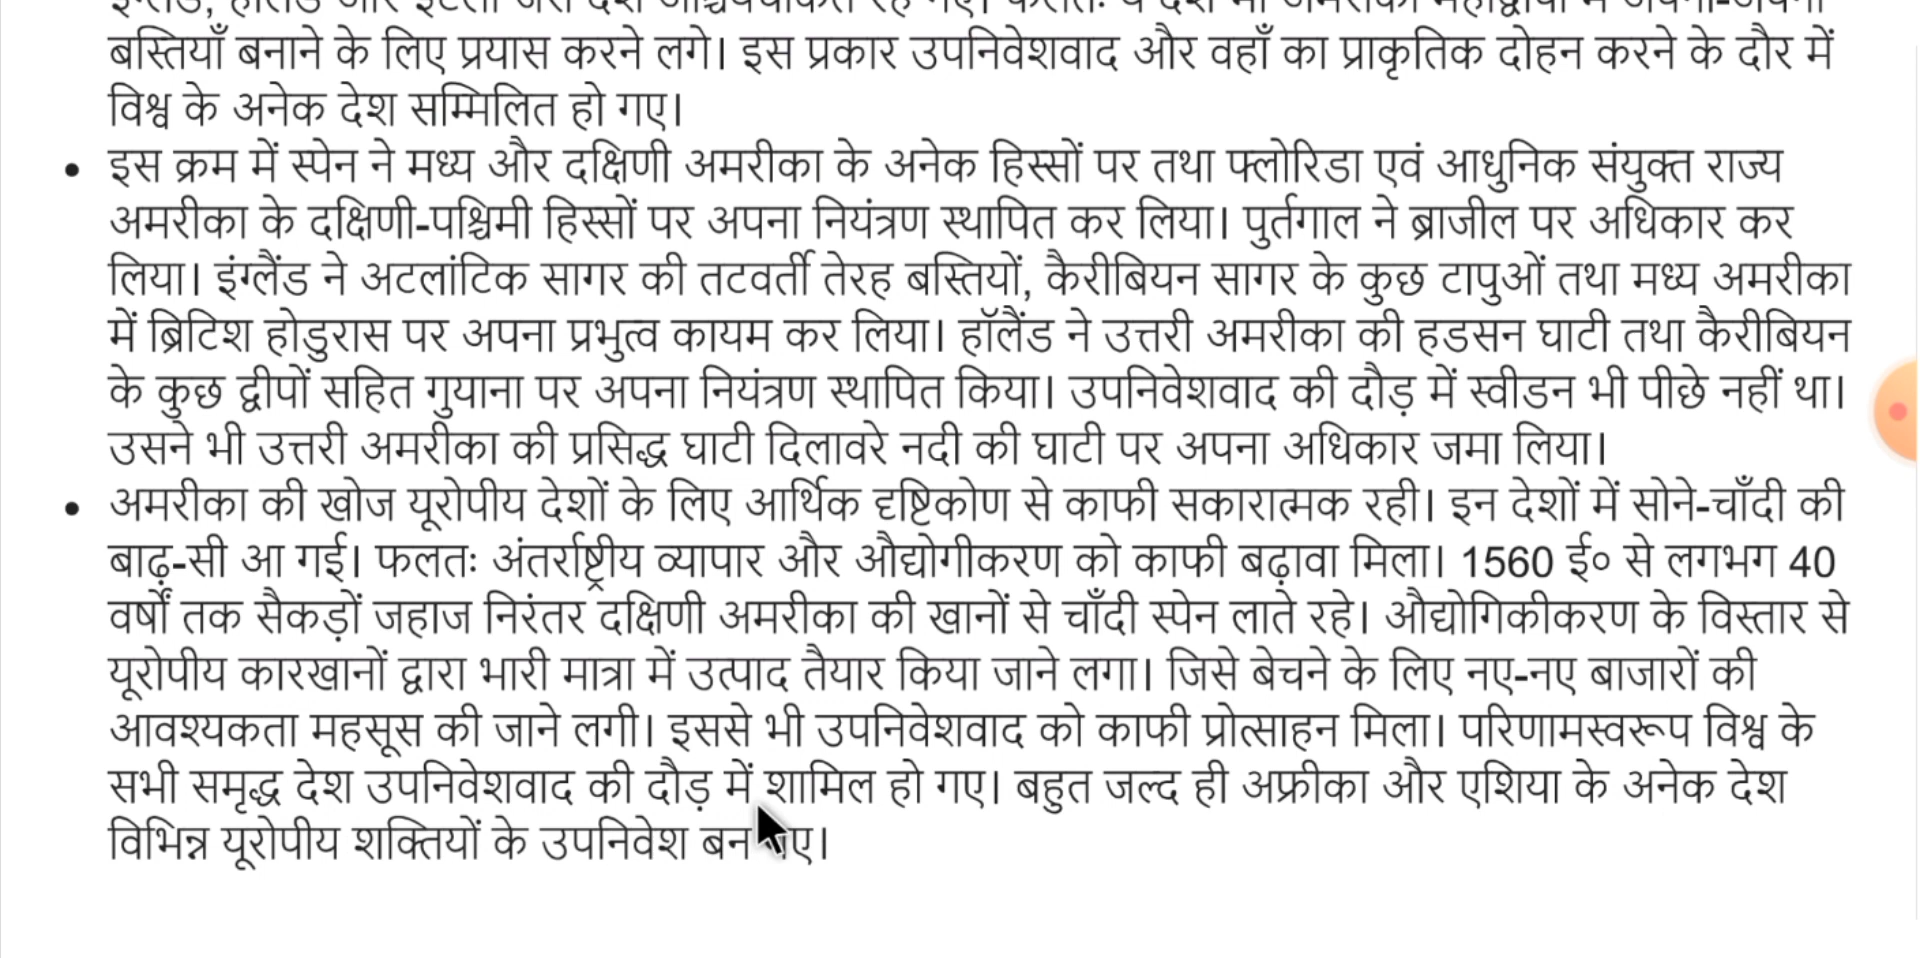 बस्तियाँ बनाने के लिए प्रयास करने लगे। इस प्रकार उपनिवेशवाद और वहाँ का प्राकृतिक दोहन करने के दौर में
विश्व के अनेक देश सम्मिलित हो गए।
• इस क्रम में स्पेन ने मध्य और दक्षिणी अमरीका के अनेक हिस्सों पर तथा फ्लोरिडा एवं आधुनिक संयुक्त राज्य
अमरीका के दक्षिणी-पश्चिमी हिस्सों पर अपना नियंत्रण स्थापित कर लिया। पुर्तगाल ने ब्राजील पर अधिकार कर
लिया। इंग्लैंड ने अटलांटिक सागर की तटवर्ती तेरह बस्तियों, कैरीबियन सागर के कुछ टापुओं तथा मध्य अमरीका
में ब्रिटिश होडुरास पर अपना प्रभुत्व कायम कर लिया। हॉलैंड ने उत्तरी अमरीका की हडसन घाटी तथा कैरीबियन
के कुछ द्वीपों सहित गुयाना पर अपना नियंत्रण स्थापित किया। उपनिवेशवाद की दौड़ में स्वीडन भी पीछे नहीं था।
उसने भी उत्तरी अमरीका की प्रसिद्ध घाटी दिलावरे नदी की घाटी पर अपना अधिकार जमा लिया।
• अमरीका की खोज यूरोपीय देशों के लिए आर्थिक दृष्टिकोण से काफी सकारात्मक रही। इन देशों में सोने-चाँदी की
बाढ़-सी आ गई। फलतः अंतर्राष्ट्रीय व्यापार और औद्योगीकरण को काफी बढ़ावा मिला। 1560 ई० से लगभग 40
वर्षों तक सैकड़ों जहाज निरंतर दक्षिणी अमरीका की खानों से चाँदी स्पेन लाते रहे। औद्योगिकीकरण के विस्तार से
यूरोपीय कारखानों द्वारा भारी मात्रा में उत्पाद तैयार किया जाने लगा। जिसे बेचने के लिए नए-नए बाजारों की
आवश्यकता महसूस की जाने लगी। इससे भी उपनिवेशवाद को काफी प्रोत्साहन मिला। परिणामस्वरूप विश्व के
सभी समृद्ध देश उपनिवेशवाद की दौड़ में शामिल हो गए। बहुत जल्द ही अफ्रीका और एशिया के अनेक देश
विभिन्न यूरोपीय शक्तियों के उपनिवेश बन गए।